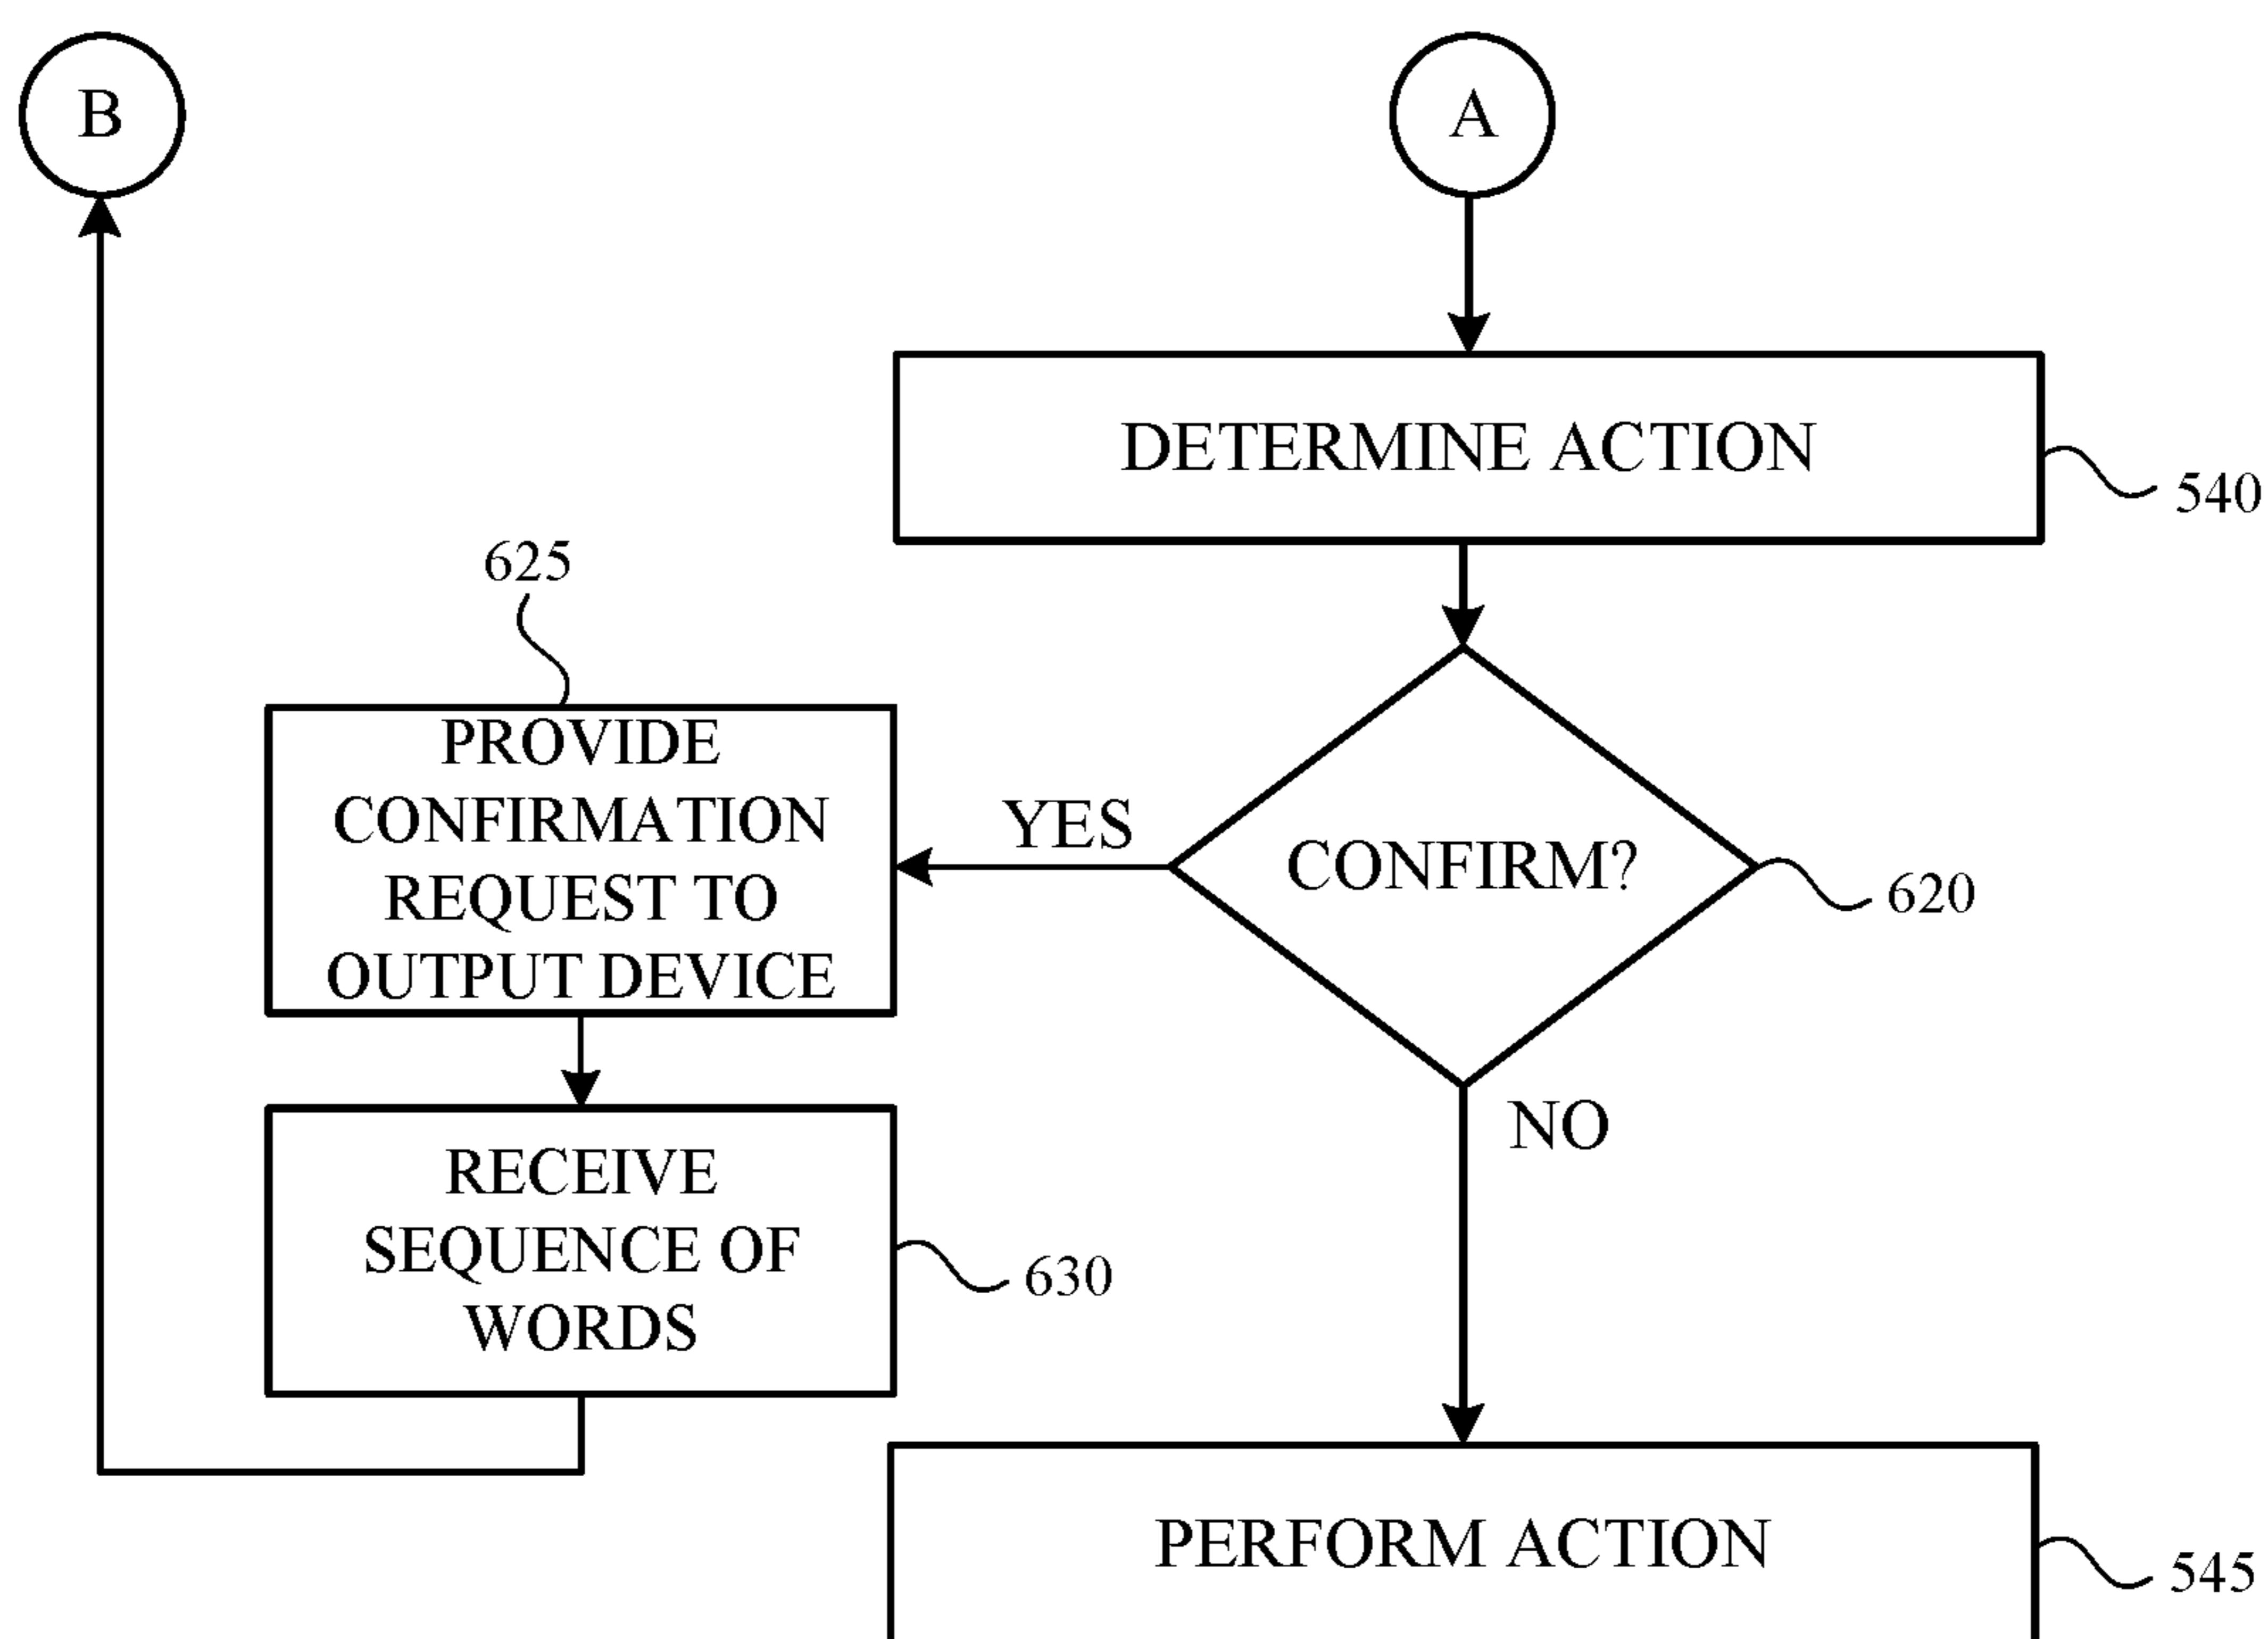 B
A
DETERMINE ACTION
540
625
PROVIDE
CONFIRMATION
REQUEST TO
OUTPUT DEVICE
YES
CONFIRM?
620
NO
RECEIVE
SEQUENCE OF
WORDS
630
PERFORM ACTION
545